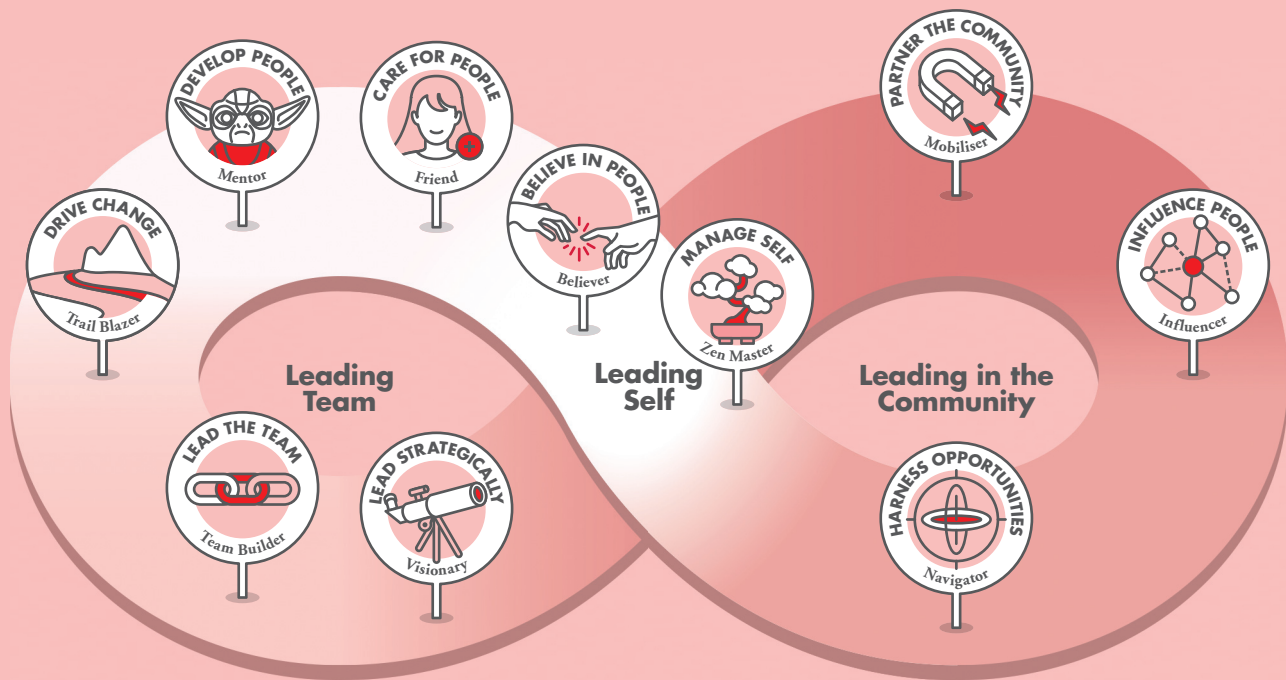 DEVELOP PEOPLE
Mentor
CARE FOR PEOPLE
Friend
PARTNER THE COMMUNITY
Mobiliser
BELIEVE IN PEOPLE
Believer
DRIVE CHANGE
Trail Blazer
MANAGE SELF
Zen Master
INFLUENCE PEOPLE
Influencer
Leading
Team
Leading
Self
Leading in the
Community
LEAD THE TEAM
Team Builder
LEAD STRATEGICALLY
Visionary
HARNESS OPPORTUNITIES
Navigator